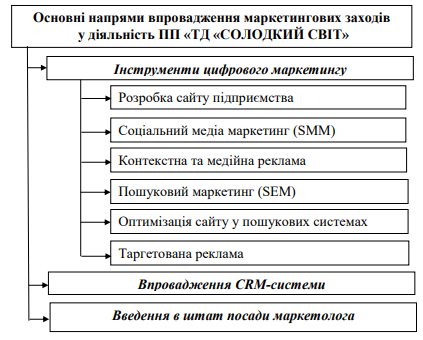 Основні напрями впровадження маркетингових заходів
у діяльність ПП «ТД «СОЛОДКИЙ СВІТ»
Інструменти цифрового маркетингу
Розробка сайту підприємства
Соціальний медіа маркетинг (SMM)
Контекстна та медійна реклама
Пошуковий маркетинг (SEM)
Оптимізація сайту у пошукових системах
Таргетована реклама
Впровадження CRM-системи
Введення в штат посади маркетолога